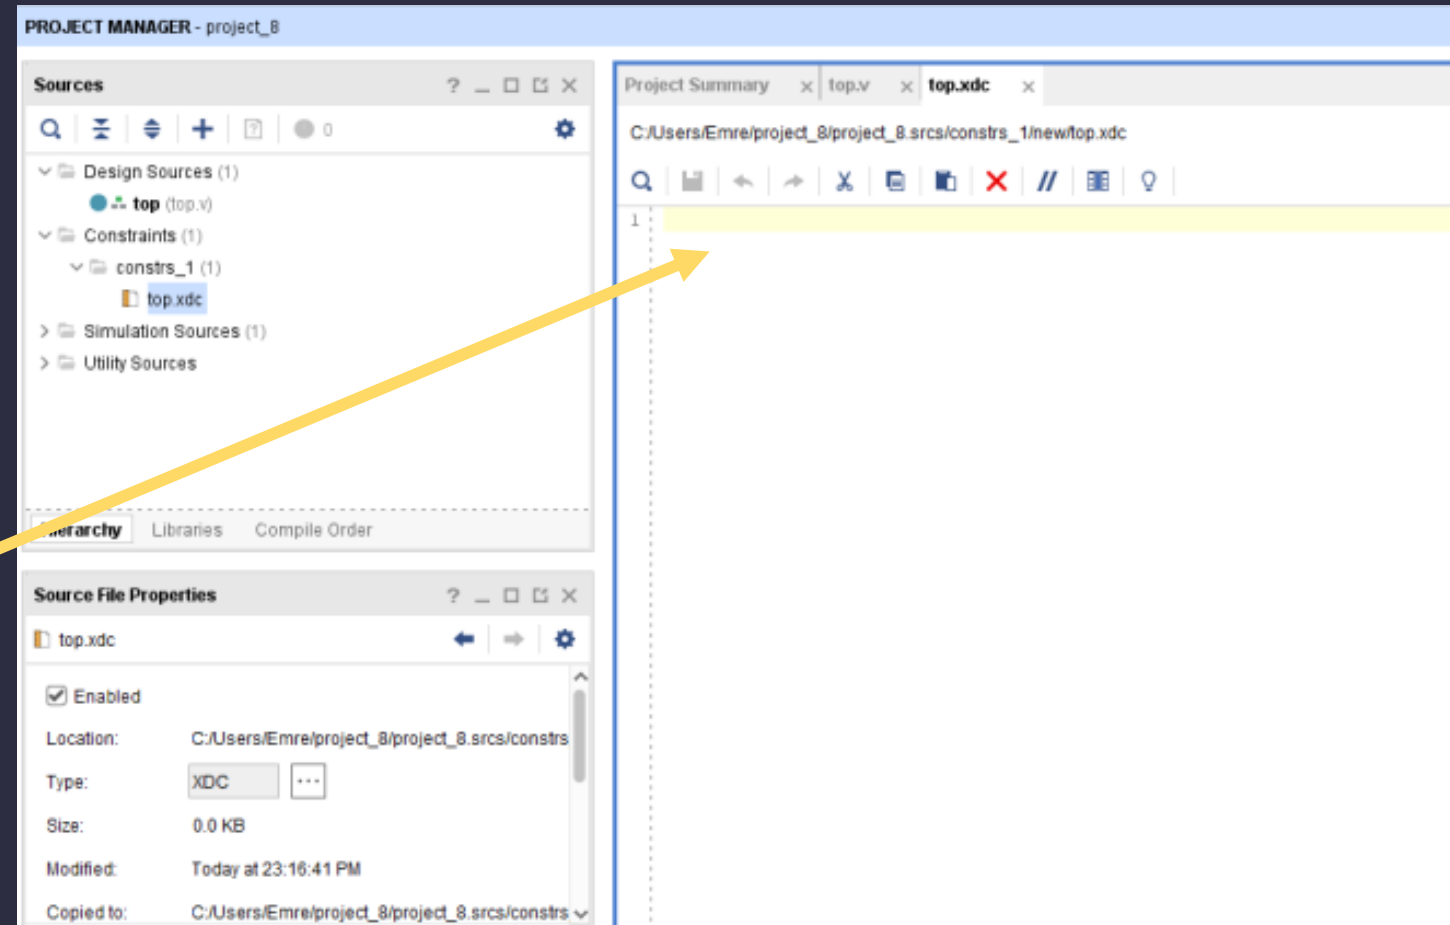 PROJECT MANAGER - project_8
Sources
? _ □ X
0
Design Sources (1)
top (top.v)
Constraints (1)
constrs_1 (1)
top.xdc
Simulation Sources (1)
Utility Sources
Hierarchy Libraries Compile Order
Source File Properties
? _ □ X
top.xdc
Enabled
Location: C:/Users/Emre/project_8/project_8.srcs/constrs
Type: XDC ...
Size: 0.0 KB
Modified: Today at 23:16:41 PM
Copied to: C:/Users/Emre/project_8/project_8.srcs/constrs
Project Summary x top.v x top.xdc x
C:/Users/Emre/project_8/project_8.srcs/constrs_1/new/top.xdc
1